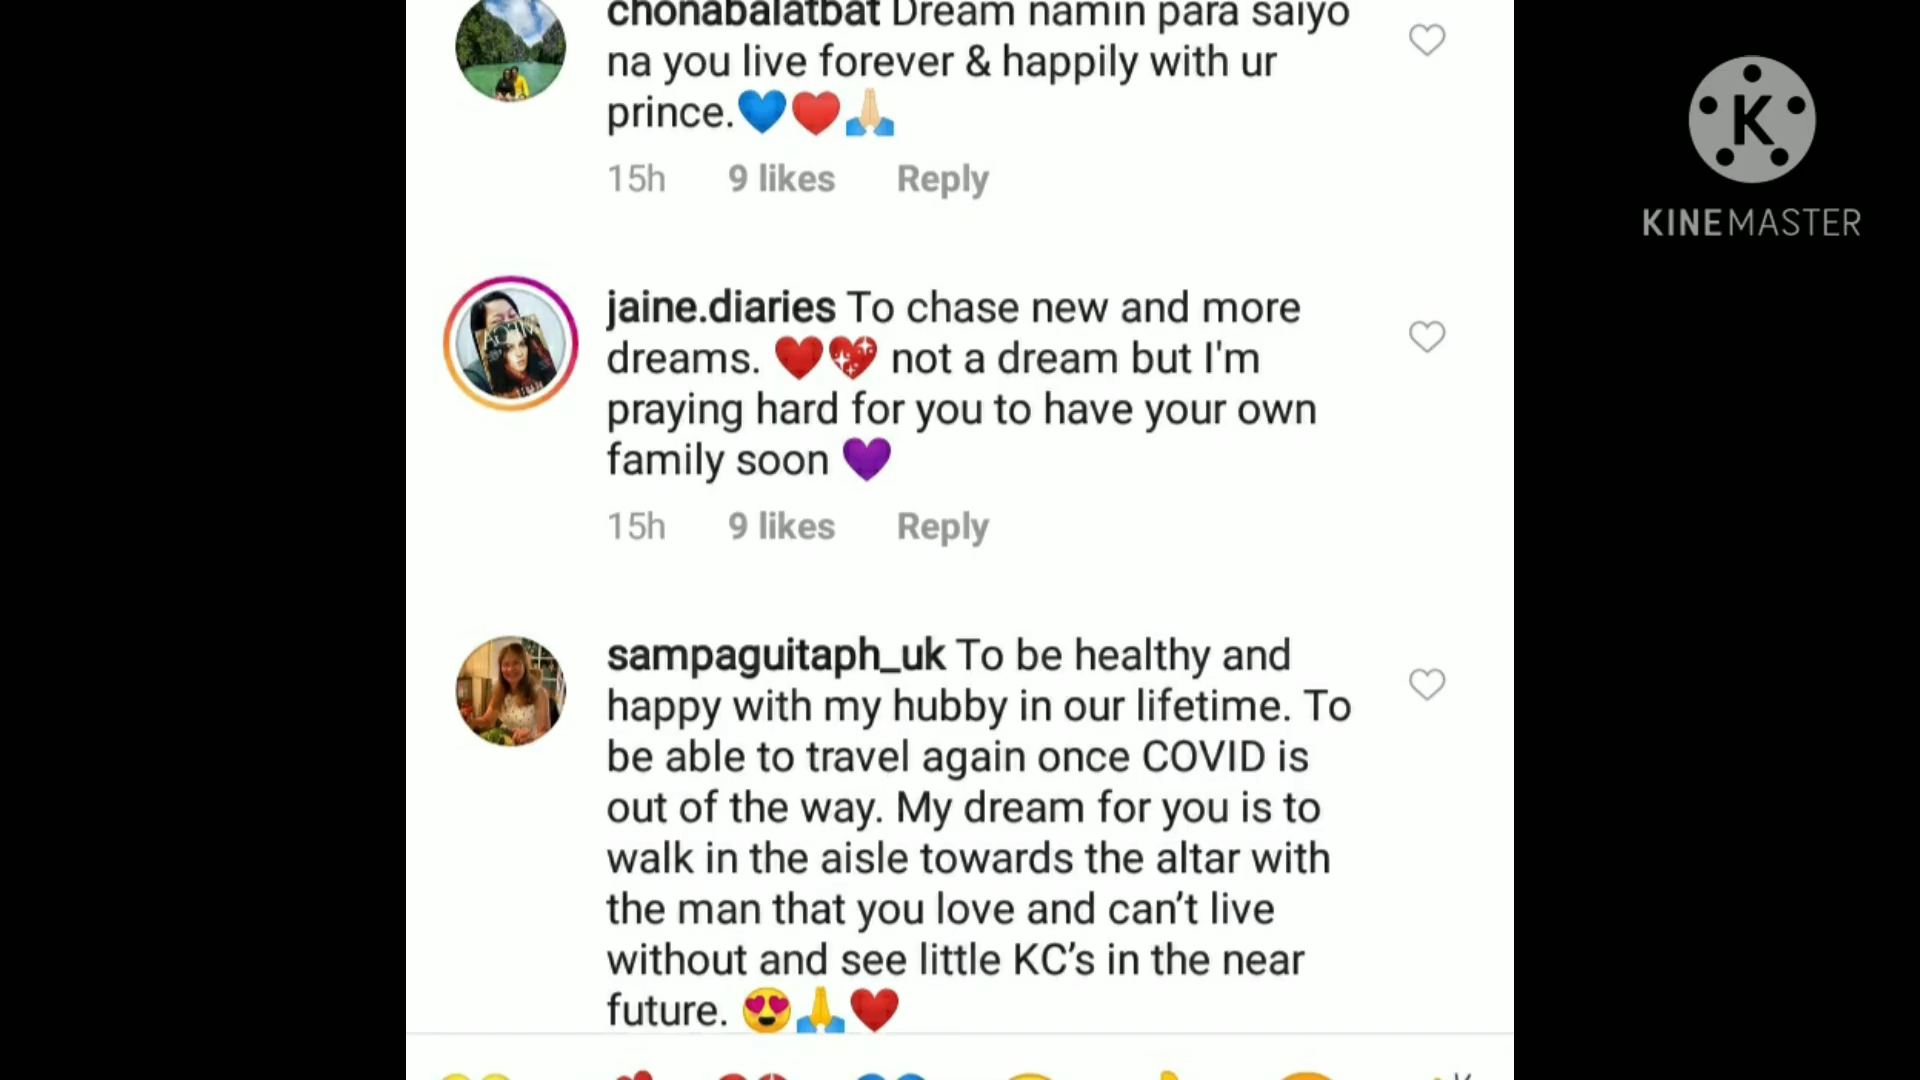 chonabalatbat Dream namin para saiyo
na you live forever & happily with ur
prince.💙❤️🙏🏻
15h 9 likes Reply
jaine.diaries To chase new and more
dreams. ❤️💖 not a dream but I'm
praying hard for you to have your own
family soon 💜
15h 9 likes Reply
sampaguitaph_uk To be healthy and
happy with my hubby in our lifetime. To
be able to travel again once COVID is
out of the way. My dream for you is to
walk in the aisle towards the altar with
the man that you love and can’t live
without and see little KC’s in the near
future. 😍🙏❤️
K
KINEMASTER